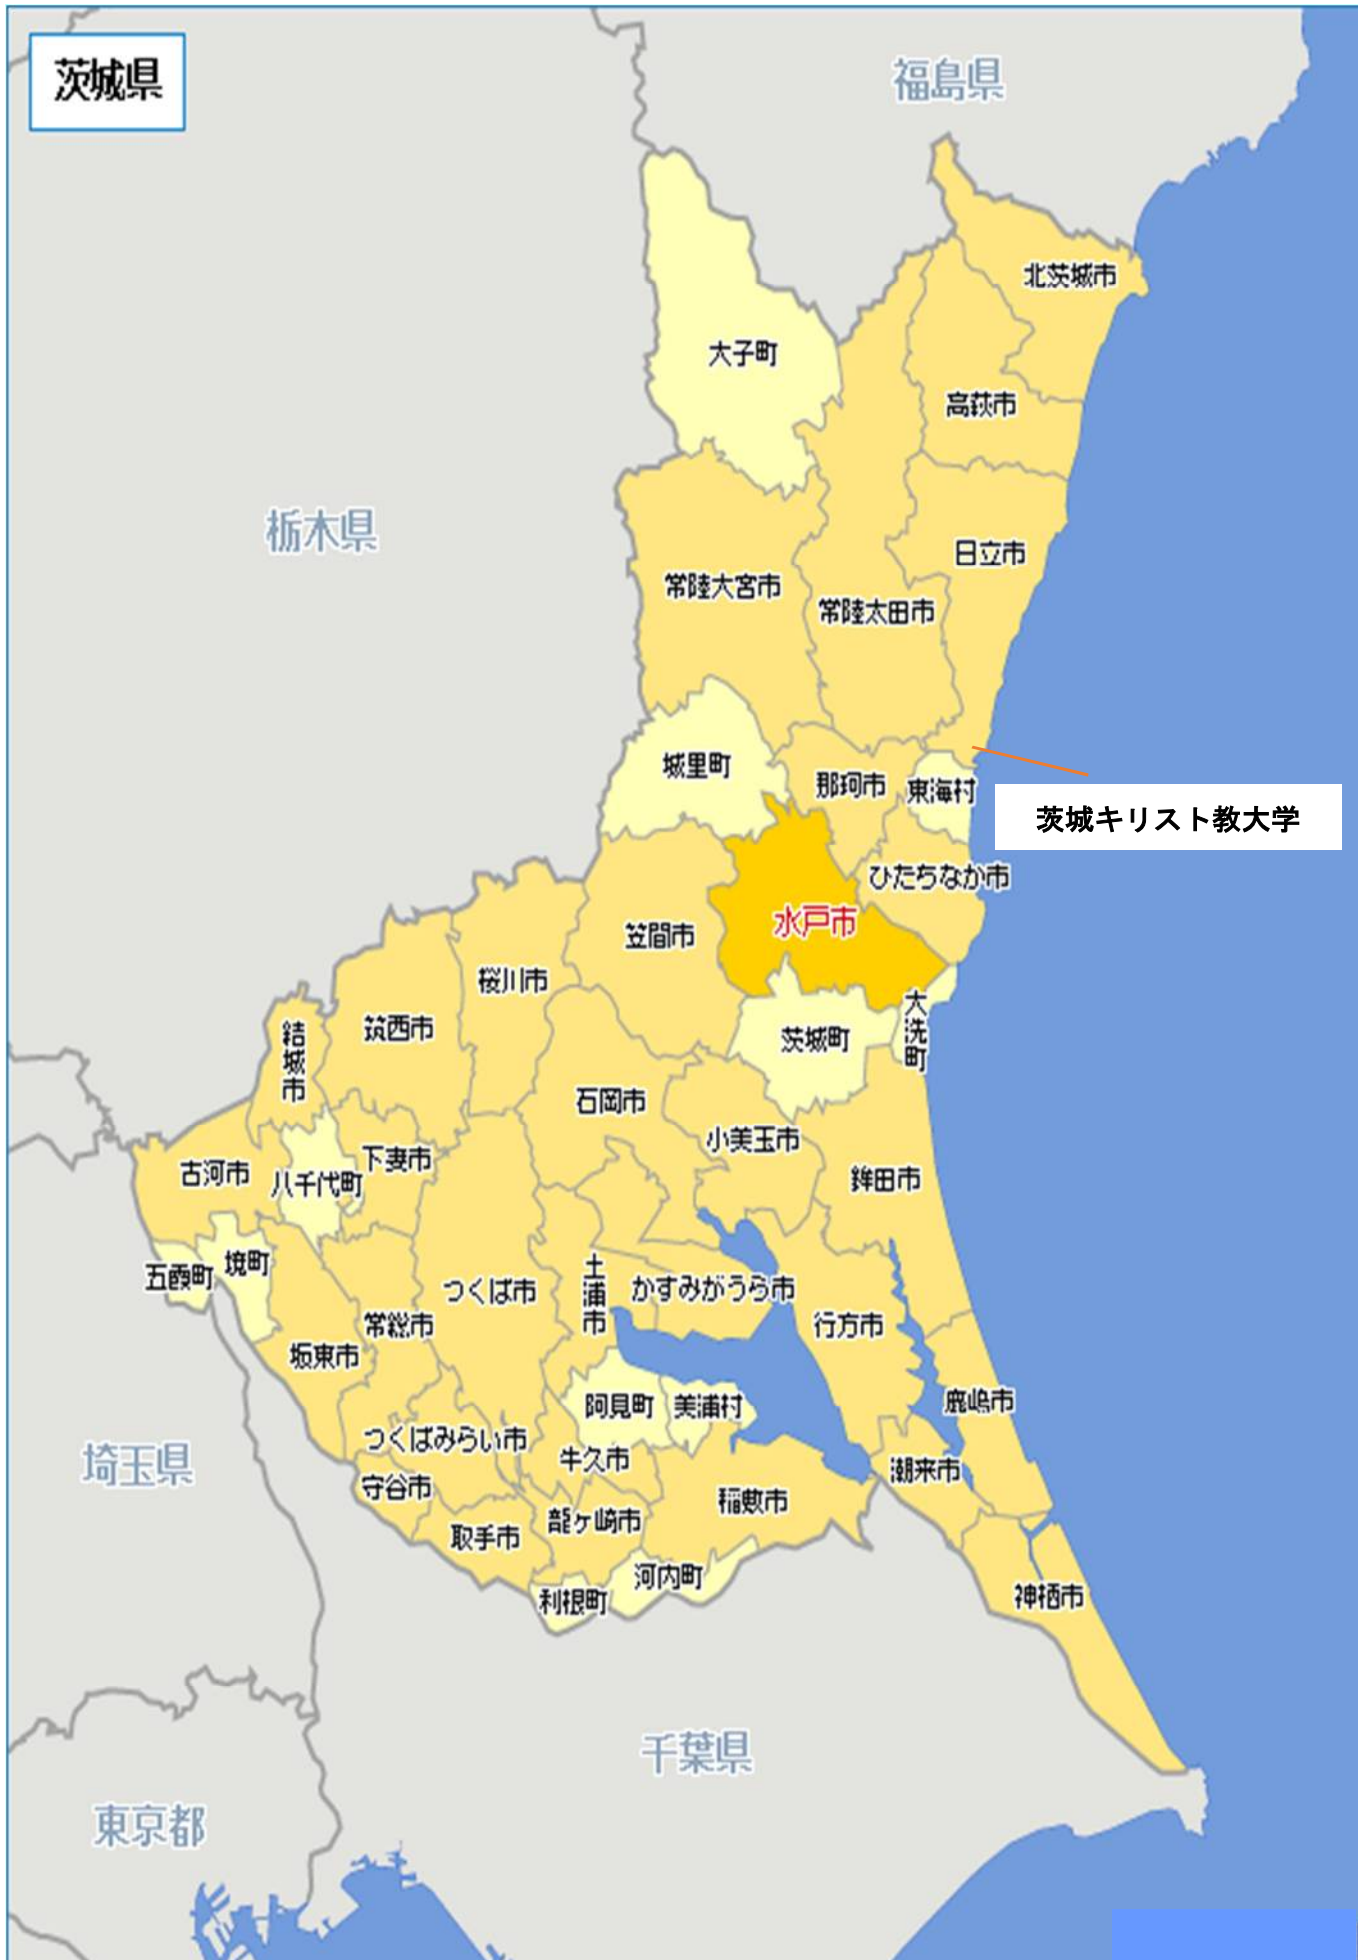 茨城県
福島県
北茨城市
大子町
高萩市
栃木県
日立市
常陸大宮市
常陸太田市
城里町
那珂市
東海村
茨城キリスト教大学
ひたちなか市
水戸市
笠間市
桜川市
筑西市
結城市
茨城町
大洗町
石岡市
小美玉市
下妻市
古河市
八千代町
鉾田市
境町
五霞町
つくば市
土浦市
かすみがうら市
常総市
行方市
坂東市
阿見町
美浦村
鹿嶋市
つくばみらい市
牛久市
埼玉県
潮来市
守谷市
稲敷市
龍ヶ崎市
取手市
河内町
利根町
神栖市
千葉県
東京都